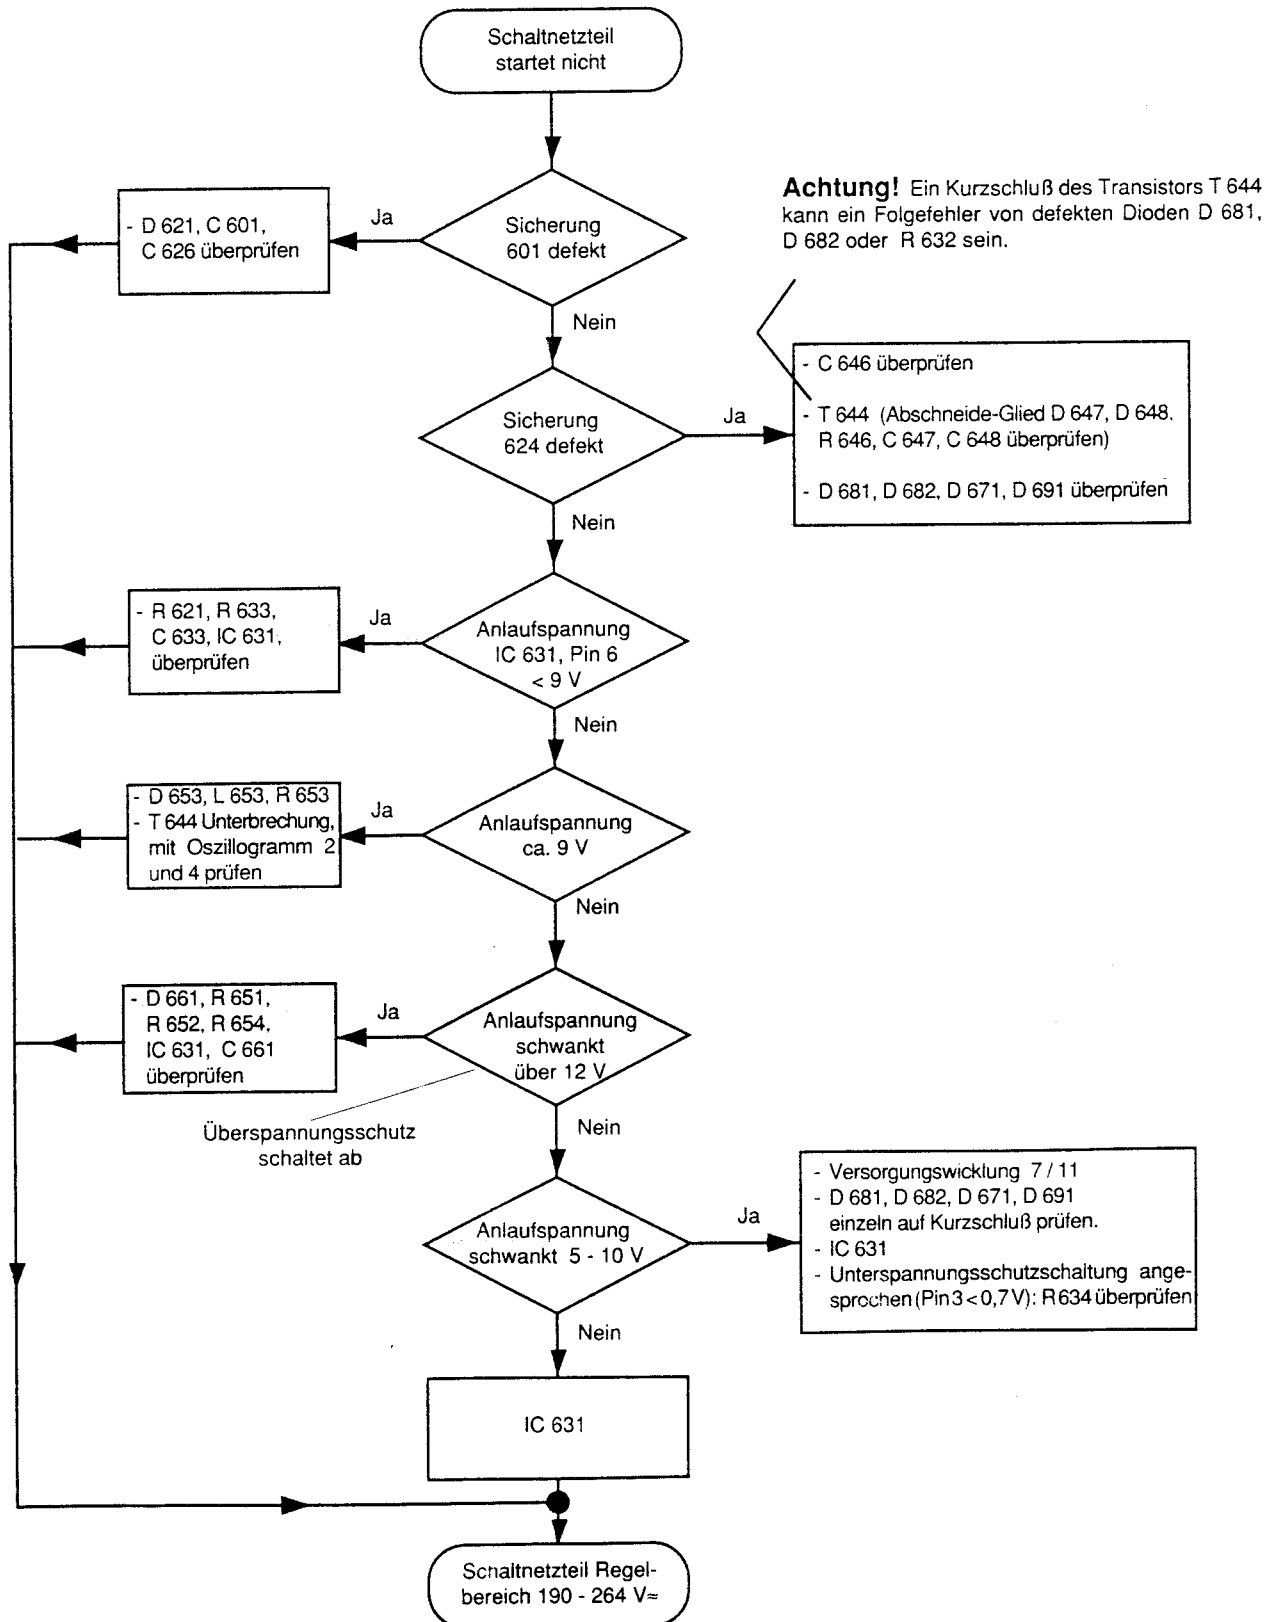 Schaltnetzteil
startet nicht
Achtung! Ein Kurzschluß des Transistors T 644
kann ein Folgefehler von defekten Dioden D 681,
D 682 oder R 632 sein.
Sicherung
601 defekt
Ja
- D 621, C 601,
C 626 überprüfen
Nein
Sicherung
624 defekt
Ja
- C 646 überprüfen
- T 644 (Abschneide-Glied D 647, D 648.
R 646, C 647, C 648 überprüfen)
- D 681, D 682, D 671, D 691 überprüfen
Nein
Anlaufspannung
IC 631, Pin 6
< 9 V
Ja
- R 621, R 633,
C 633, IC 631,
überprüfen
Nein
Anlaufspannung
ca. 9 V
Ja
- D 653, L 653, R 653
- T 644 Unterbrechung,
mit Oszillogramm 2
und 4 prüfen
Nein
Anlaufspannung
schwankt
über 12 V
Ja
- D 661, R 651,
R 652, R 654,
IC 631, C 661
überprüfen
Überspannungsschutz
schaltet ab
Nein
Anlaufspannung
schwankt 5 - 10 V
Ja
- Versorgungswicklung 7 / 11
- D 681, D 682, D 671, D 691
einzeln auf Kurzschluß prüfen.
- IC 631
- Unterspannungsschutzschaltung ange-
sprochen (Pin 3 < 0,7 V): R 634 überprüfen
Nein
IC 631
Schaltnetzteil Regel-
bereich 190 - 264 V≂